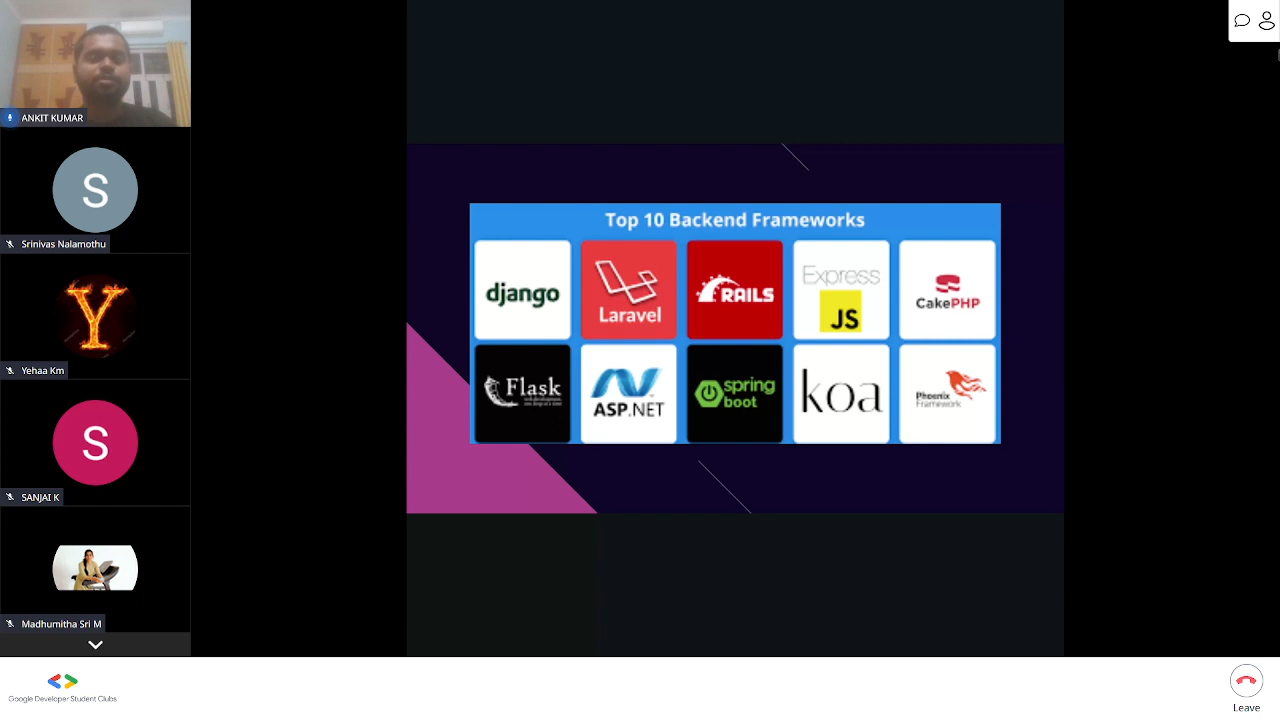 ANKIT KUMAR
S
Srinivas Nalamothu
Y
Yehaa Km
S
SANJAI K
Madhumitha Sri M
Top 10 Backend Frameworks
django
Laravel
RAILS
Express
JS
CakePHP
Flask
ASP.NET
spring
boot
koa
Phoenix
Framework
Google Developer Student Clubs
Leave